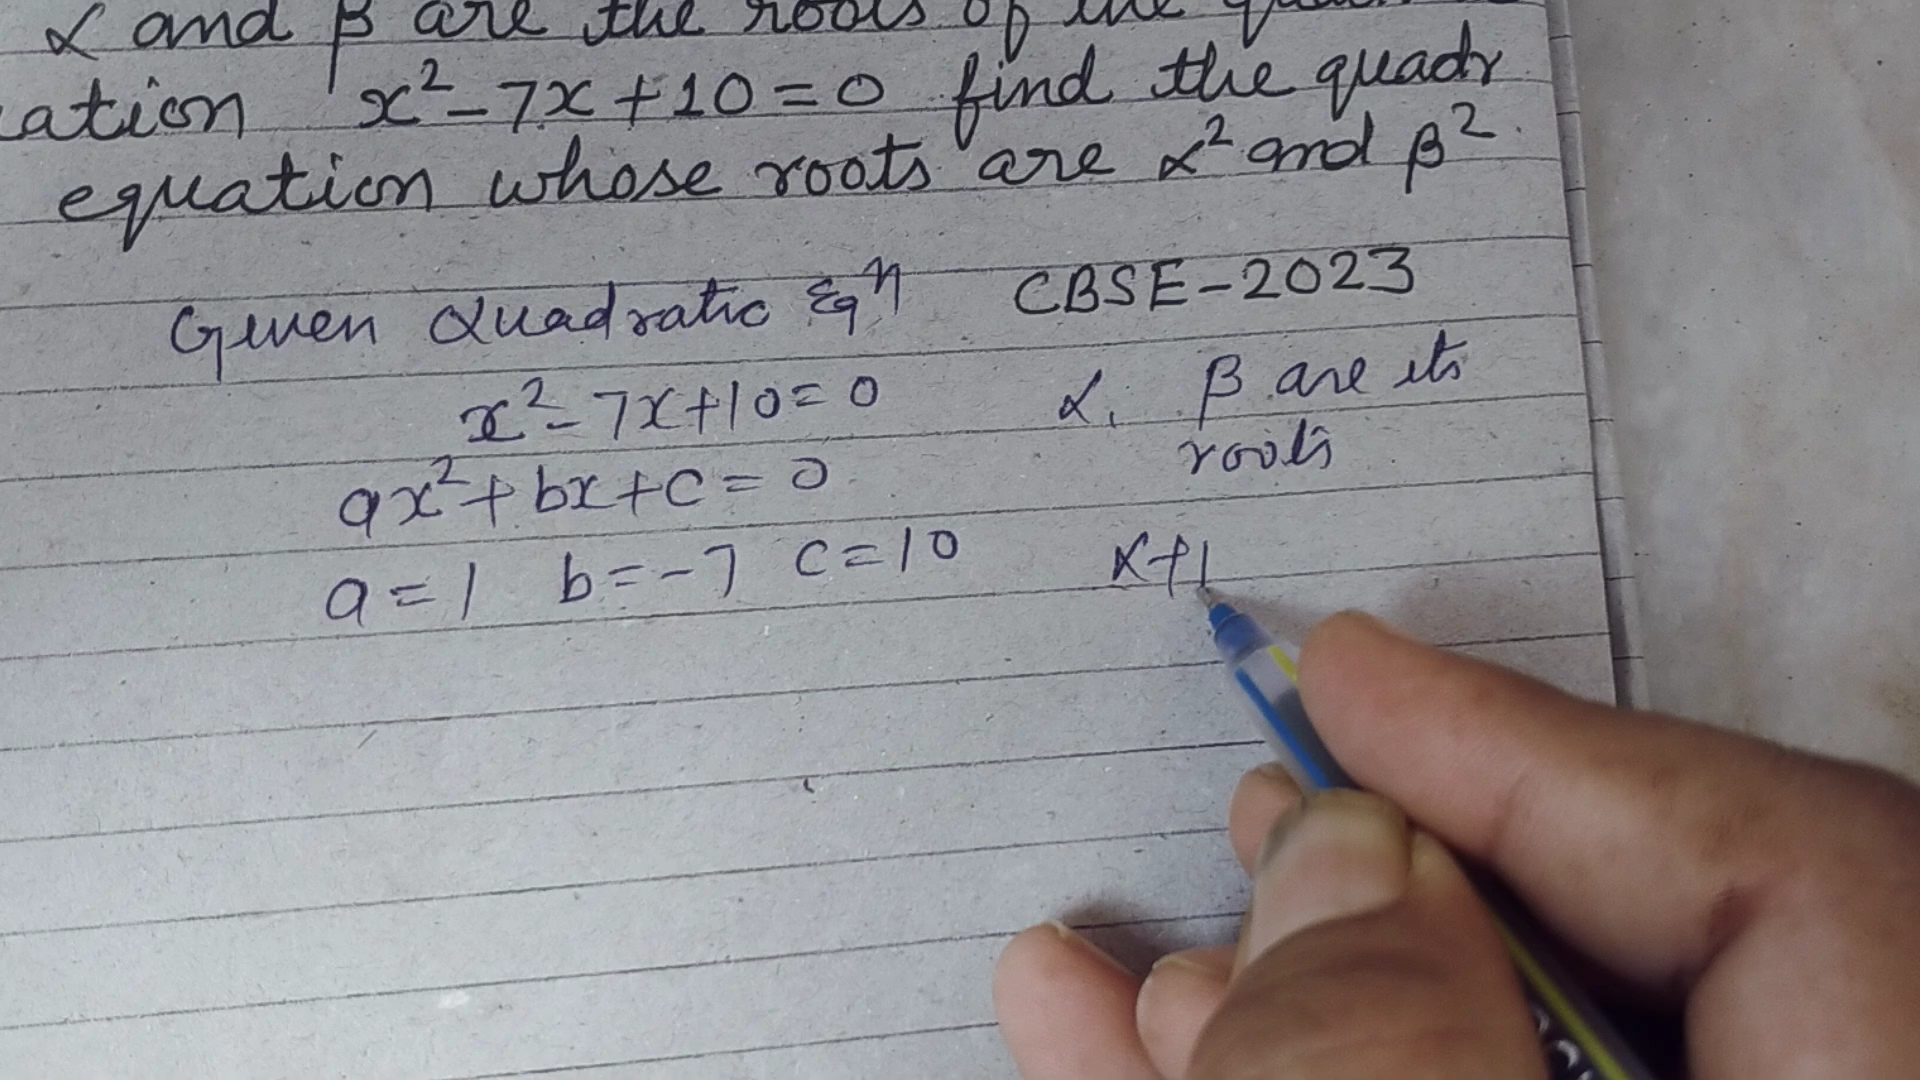 α and β are the roots of the
ation x² - 7x + 10 = 0 find the quadr
equation whose roots are α² and β².
Given Quadratic Eqⁿ CBSE-2023
x² - 7x + 10 = 0 α, β are its
roots
ax² + bx + c = 0
a = 1 b = -7 c = 10 α +